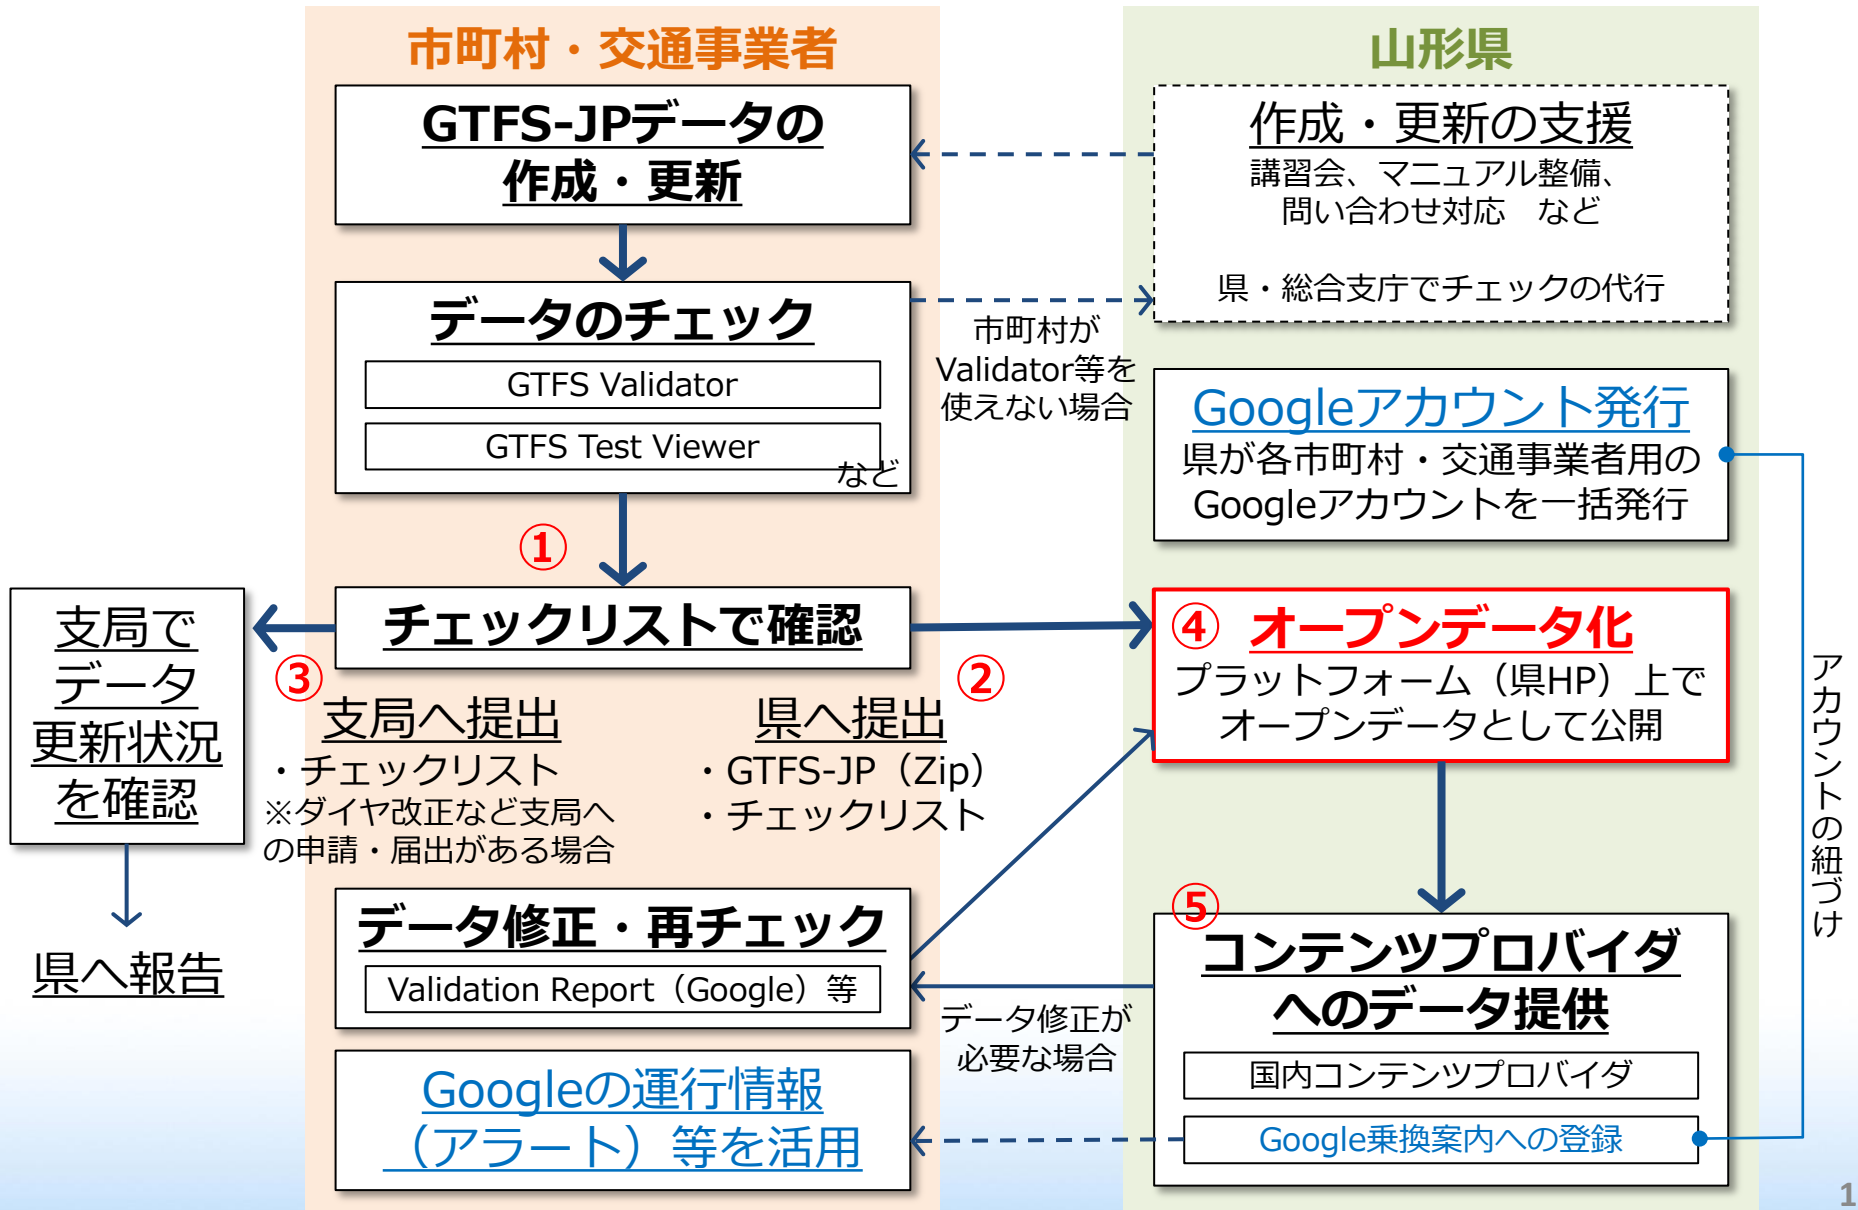 市町村・交通事業者
GTFS-JPデータの
作成・更新
データのチェック
GTFS Validator
GTFS Test Viewer
など
①
チェックリストで確認
③
支局へ提出
・チェックリスト
※ダイヤ改正など支局へ
の申請・届出がある場合
②
県へ提出
・GTFS-JP（Zip）
・チェックリスト
支局で
データ
更新状況
を確認
県へ報告
データ修正・再チェック
Validation Report（Google）等
Googleの運行情報
（アラート）等を活用
市町村が
Validator等を
使えない場合
データ修正が
必要な場合
山形県
作成・更新の支援
講習会、マニュアル整備、
問い合わせ対応　など
県・総合支庁でチェックの代行
Googleアカウント発行
県が各市町村・交通事業者用の
Googleアカウントを一括発行
④ オープンデータ化
プラットフォーム（県HP）上で
オープンデータとして公開
⑤
コンテンツプロバイダ
へのデータ提供
国内コンテンツプロバイダ
Google乗換案内への登録
アカウントの紐づけ
1